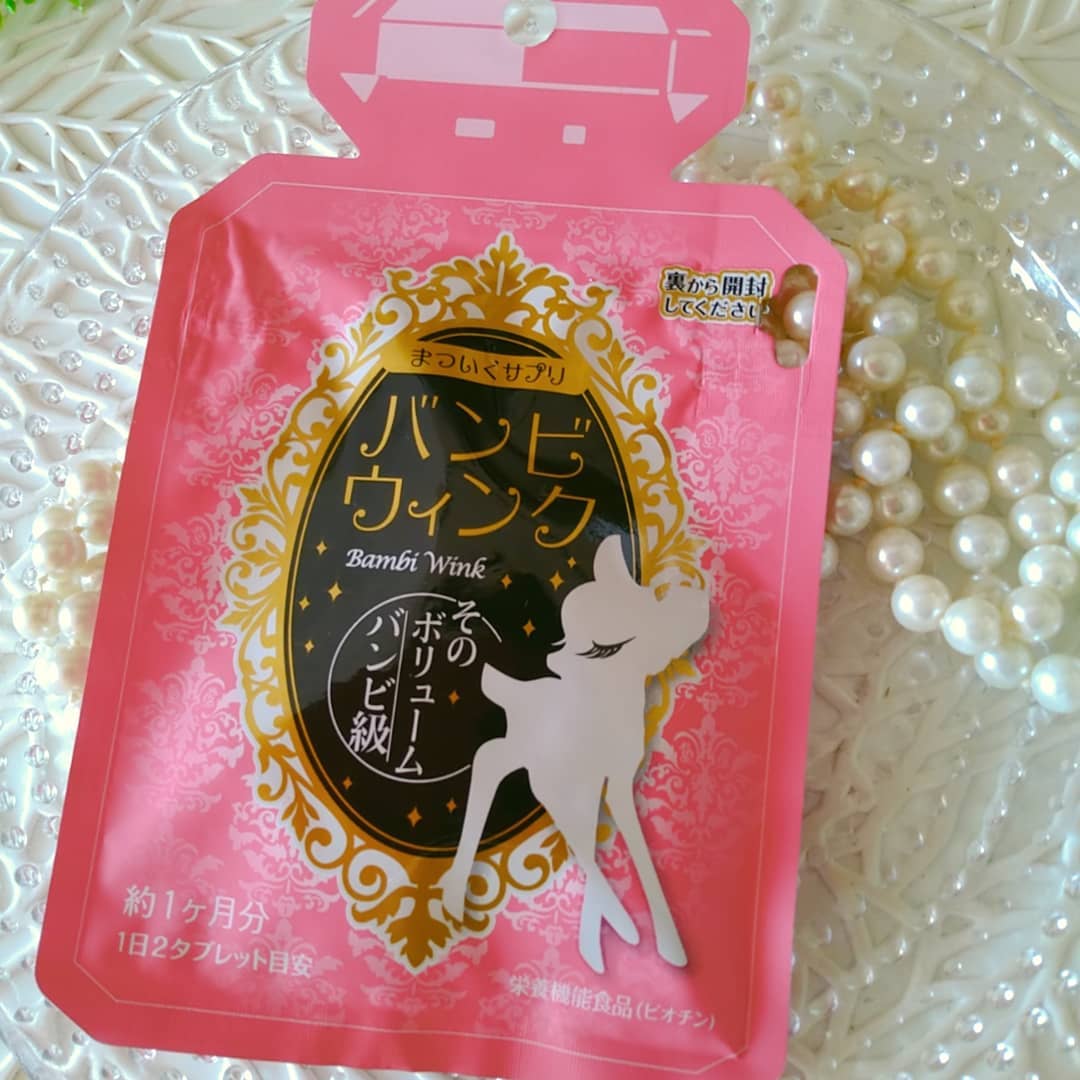 裏から開封
してください
まついくサプリ
バンビ
ウィンク
Bambi Wink
その
ボリューム
バンビ級
約1ヶ月分
1日2タブレット目安
栄養機能食品(ビオチン)